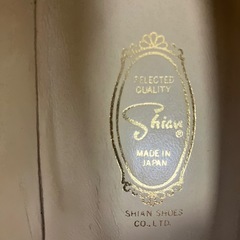 SELECTED
QUALITY
Shian®
MADE IN
JAPAN
SHIAN SHOES
CO., LTD.